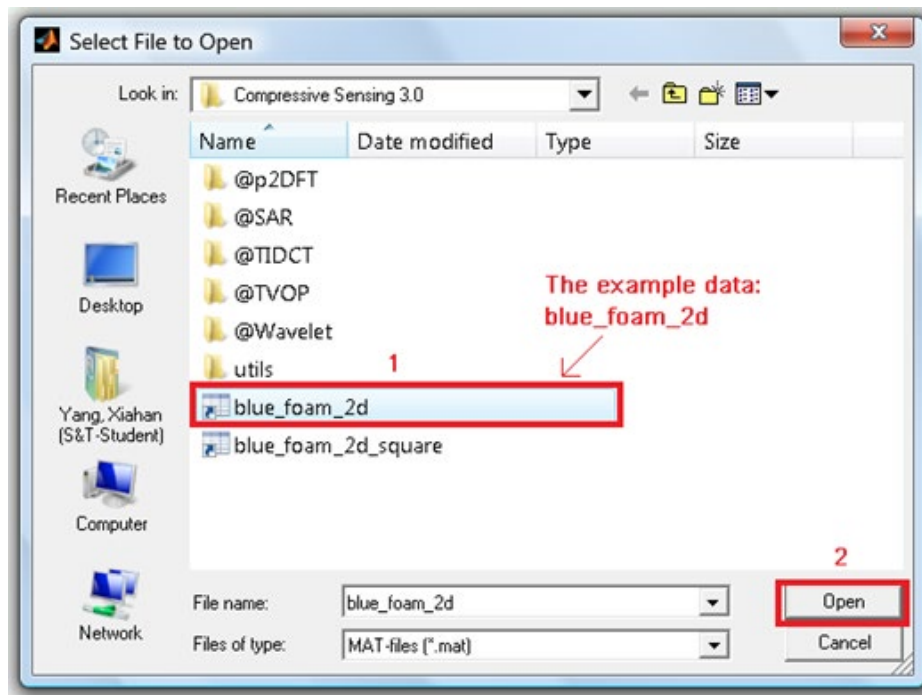 Select File to Open
Look in:
Compressive Sensing 3.0
Name Date modified Type Size
Recent Places
@p2DFT
@SAR
@TIDCT
@TVOP
@Wavelet
utils
The example data:
blue_foam_2d
1
blue_foam_2d
blue_foam_2d_square
Desktop
Yang, Xiahan
(S&T-Student)
Computer
Network
2
File name: blue_foam_2d Open
Files of type: MAT-files (*.mat) Cancel